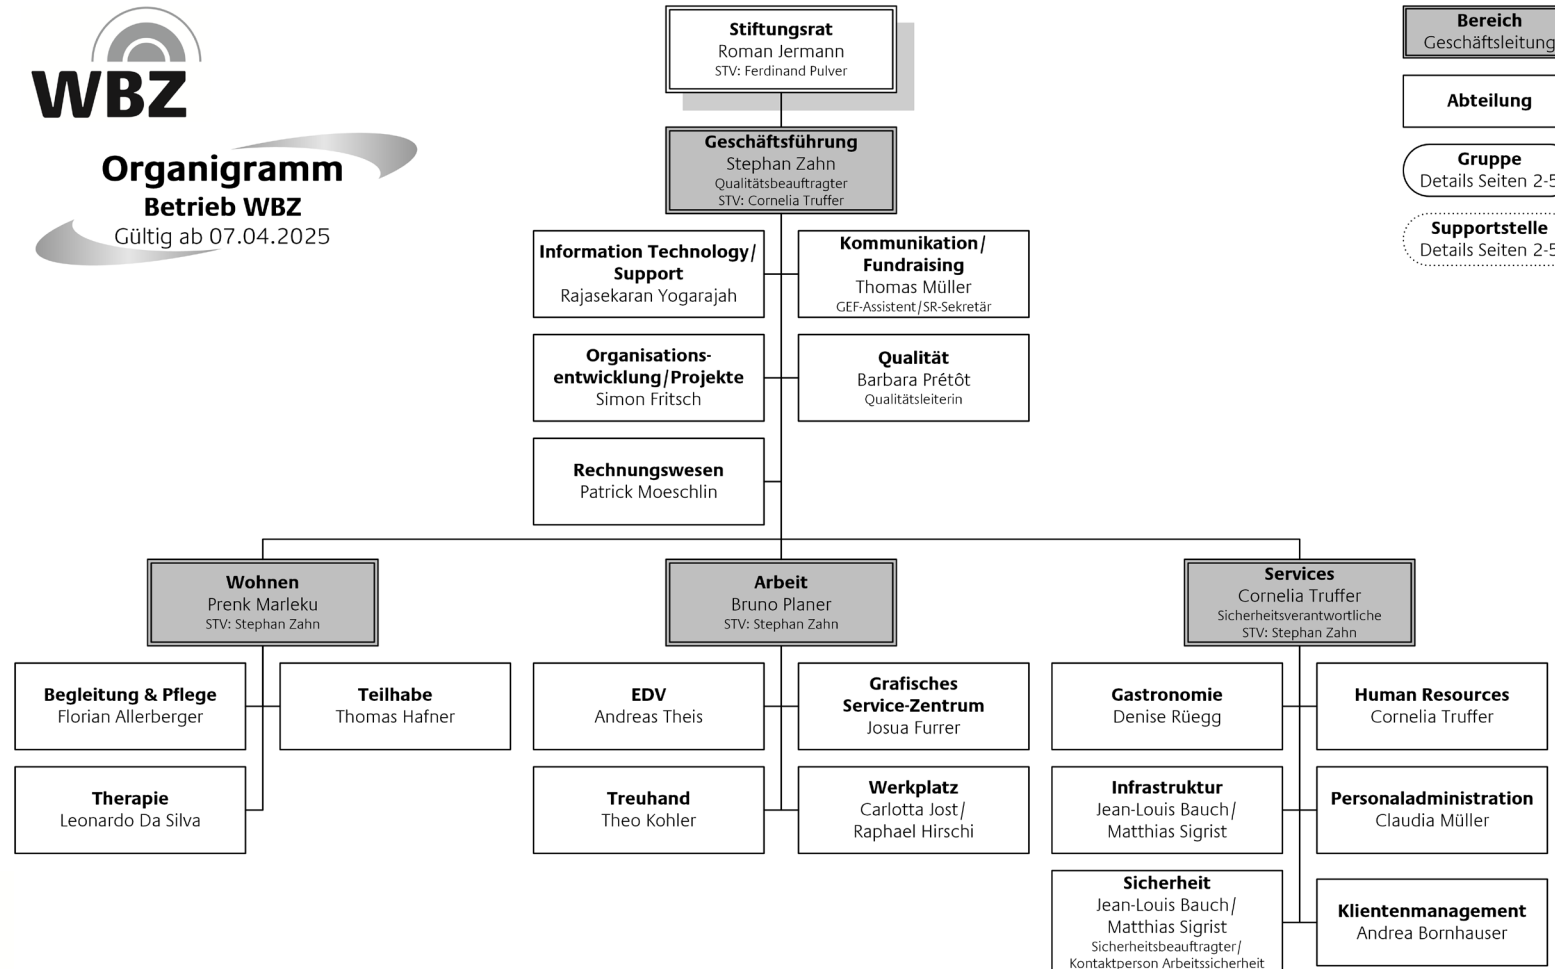 WBZ
Organigramm
Betrieb WBZ
Gültig ab 07.04.2025
Stiftungsrat
Roman Jermann
STV: Ferdinand Pulver
Geschäftsführung
Stephan Zahn
Qualitätsbeauftragter
STV: Cornelia Truffer
Bereich
Geschäftsleitung
Abteilung
Gruppe
Details Seiten 2-5
Supportstelle
Details Seiten 2-5
Information Technology/
Support
Rajasekaran Yogarajah
Kommunikation/
Fundraising
Thomas Müller
GEF-Assistent/SR-Sekretär
Organisations-
entwicklung/Projekte
Simon Fritsch
Qualität
Barbara Prétôt
Qualitätsleiterin
Rechnungswesen
Patrick Moeschlin
Wohnen
Prenk Marleku
STV: Stephan Zahn
Arbeit
Bruno Planer
STV: Stephan Zahn
Services
Cornelia Truffer
Sicherheitsverantwortliche
STV: Stephan Zahn
Begleitung & Pflege
Florian Allerberger
Teilhabe
Thomas Hafner
EDV
Andreas Theis
Grafisches
Service-Zentrum
Josua Furrer
Gastronomie
Denise Rüegg
Human Resources
Cornelia Truffer
Therapie
Leonardo Da Silva
Treuhand
Theo Kohler
Werkplatz
Carlotta Jost/
Raphael Hirschi
Infrastruktur
Jean-Louis Bauch/
Matthias Sigrist
Personaladministration
Claudia Müller
Sicherheit
Jean-Louis Bauch/
Matthias Sigrist
Sicherheitsbeauftragter/
Kontaktperson Arbeitssicherheit
Klientenmanagement
Andrea Bornhauser